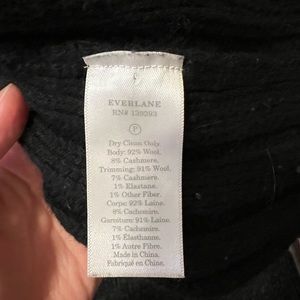 EVERLANE
RN# 139293
P
Dry Clean Only.
Body: 92% Wool.
8% Cashmere.
Trimming: 91% Wool.
7% Cashmere.
1% Elastane.
1% Other Fiber.
Corps: 92% Laine.
8% Cachemire.
Garniture: 91% Laine.
7% Cachemire.
1% Élasthanne.
1% Autre Fibre.
Made in China.
Fabriqué en China.